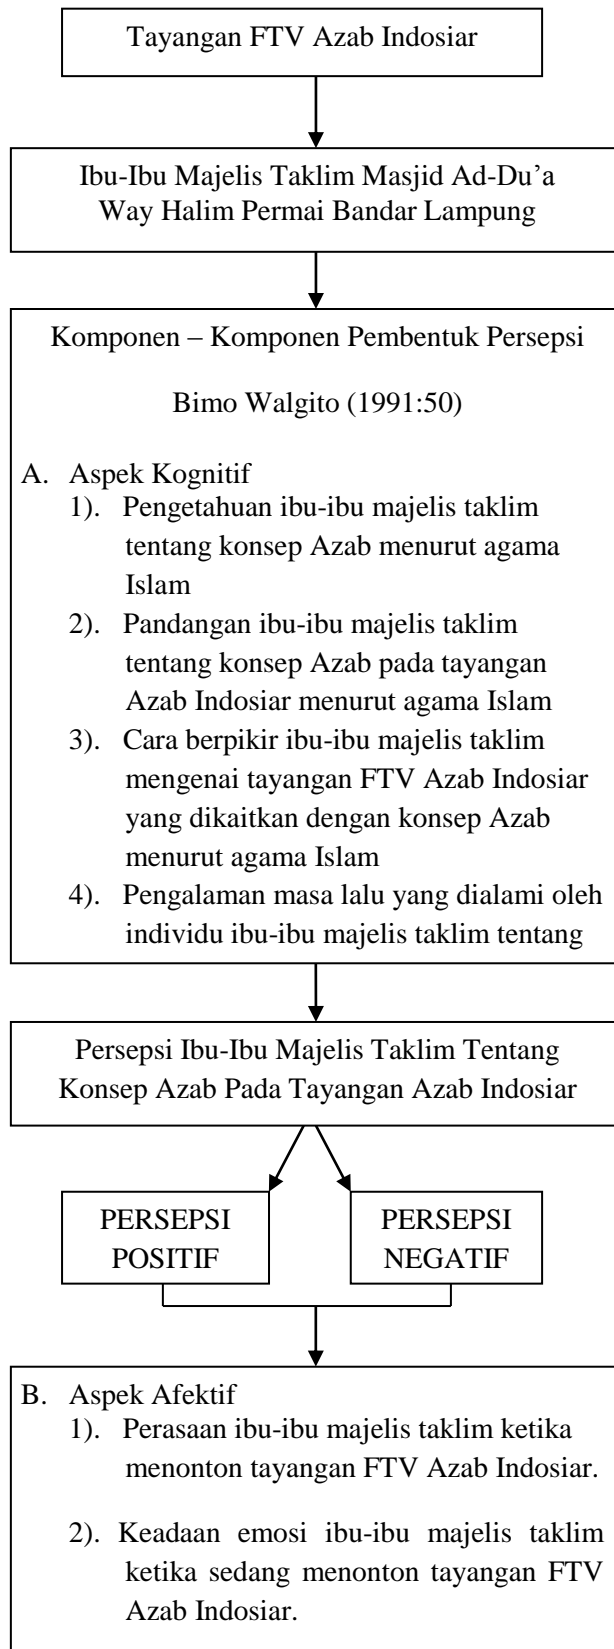 Tayangan FTV Azab Indosiar
Ibu-Ibu Majelis Taklim Masjid Ad-Du’a
Way Halim Permai Bandar Lampung
Komponen – Komponen Pembentuk Persepsi
Bimo Walgito (1991:50)
A. Aspek Kognitif
1). Pengetahuan ibu-ibu majelis taklim
tentang konsep Azab menurut agama
Islam
2). Pandangan ibu-ibu majelis taklim
tentang konsep Azab pada tayangan
Azab Indosiar menurut agama Islam
3). Cara berpikir ibu-ibu majelis taklim
mengenai tayangan FTV Azab Indosiar
yang dikaitkan dengan konsep Azab
menurut agama Islam
4). Pengalaman masa lalu yang dialami oleh
individu ibu-ibu majelis taklim tentang
Persepsi Ibu-Ibu Majelis Taklim Tentang
Konsep Azab Pada Tayangan Azab Indosiar
PERSEPSI
POSITIF
PERSEPSI
NEGATIF
B. Aspek Afektif
1). Perasaan ibu-ibu majelis taklim ketika
menonton tayangan FTV Azab Indosiar.
2). Keadaan emosi ibu-ibu majelis taklim
ketika sedang menonton tayangan FTV
Azab Indosiar.